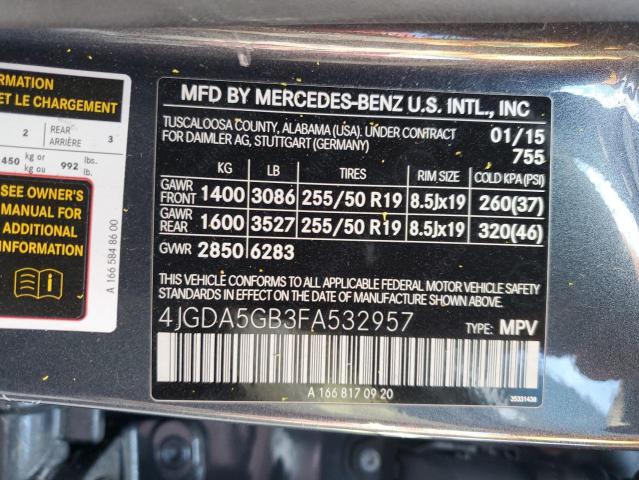 FORMATION
ET LE CHARGEMENT
2 REAR ARRIÈRE 3
450 kg or kg ou 992 lbs. lb.
SEE OWNER'S
MANUAL FOR
ADDITIONAL
INFORMATION
A 166 584 86 00
MFD BY MERCEDES-BENZ U.S. INTL., INC
TUSCALOOSA COUNTY, ALABAMA (USA). UNDER CONTRACT
FOR DAIMLER AG, STUTTGART (GERMANY)
01/15
755
KG LB TIRES RIM SIZE COLD KPA (PSI)
GAWR FRONT 1400 3086 255/50 R19 8.5Jx19 260(37)
GAWR REAR 1600 3527 255/50 R19 8.5Jx19 320(46)
GVWR 2850 6283
THIS VEHICLE CONFORMS TO ALL APPLICABLE FEDERAL MOTOR VEHICLE SAFETY
STANDARDS IN EFFECT ON THE DATE OF MANUFACTURE SHOWN ABOVE.
4JGDA5GB3FA532957 TYPE: MPV
A 166 817 09 20
35331438